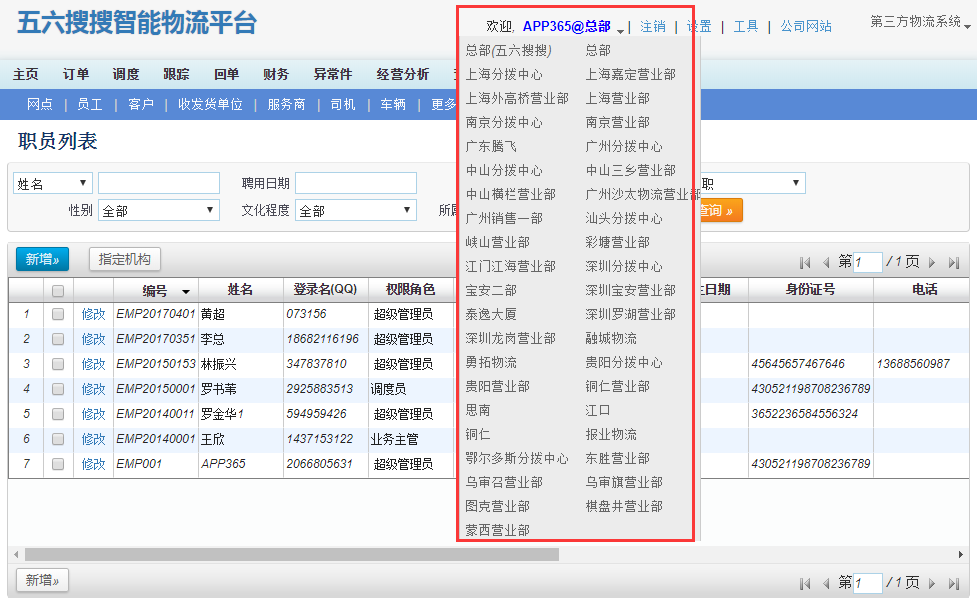 五六搜搜智能物流平台
欢迎, APP365@总部 | 注销 | 设置 | 工具 | 公司网站
第三方物流系统
主页 订单 调度 跟踪 回单 财务 异常件 经营分析
网点 | 员工 | 客户 | 收发货单位 | 服务商 | 司机 | 车辆 | 更多
总部(五六搜搜) 总部
上海分拨中心 上海嘉定营业部
上海外高桥营业部 上海营业部
南京分拨中心 南京营业部
广东腾飞 广州分拨中心
中山分拨中心 中山三乡营业部
中山横栏营业部 广州沙太物流营业部
广州销售一部 汕头分拨中心
峡山营业部 彩塘营业部
江门江海营业部 深圳分拨中心
宝安二部 深圳宝安营业部
泰逸大厦 深圳罗湖营业部
深圳龙岗营业部 融城物流
勇拓物流 贵阳分拨中心
贵阳营业部 铜仁营业部
思南 江口
铜仁 报业物流
鄂尔多斯分拨中心 东胜营业部
乌审召营业部 乌审旗营业部
图克营业部 棋盘井营业部
蒙西营业部
职员列表
姓名 聘用日期 职
性别 全部 文化程度 全部 所属 查询 »
新增» 指定机构 第 1 / 1 页
编号 姓名 登录名(QQ) 权限角色 日期 身份证号 电话
1 修改 EMP20170401 黄超 073156 超级管理员
2 修改 EMP20170351 李总 18682116196 超级管理员
3 修改 EMP20150153 林振兴 347837810 超级管理员 45645657467646 13688560987
4 修改 EMP20150001 罗书苇 2925883513 调度员 430521198708236789
5 修改 EMP20140011 罗金华1 594959426 超级管理员 3652236584556324
6 修改 EMP20140001 王欣 1437153122 业务主管
7 修改 EMP001 APP365 2066805631 超级管理员 430521198708236789
新增» 第 1 / 1 页